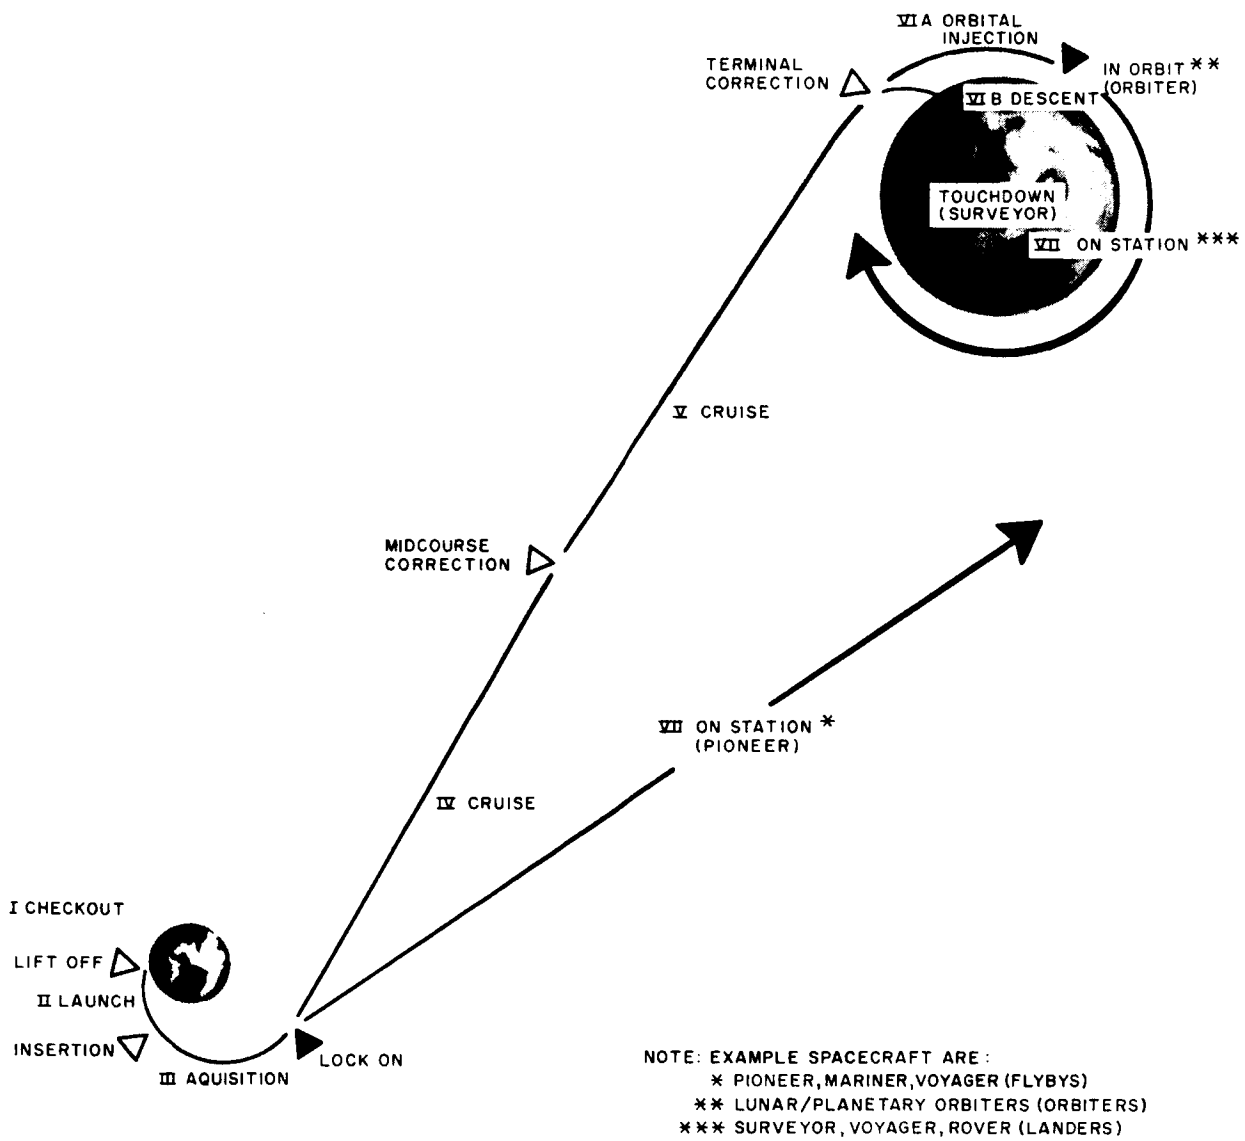 VI A ORBITAL
INJECTION
TERMINAL
CORRECTION
IN ORBIT **
(ORBITER)
VI B DESCENT
TOUCHDOWN
(SURVEYOR)
VII ON STATION ***
V CRUISE
MIDCOURSE
CORRECTION
VII ON STATION *
(PIONEER)
IV CRUISE
I CHECKOUT
LIFT OFF
II LAUNCH
INSERTION
LOCK ON
III AQUISITION
NOTE: EXAMPLE SPACECRAFT ARE:
* PIONEER, MARINER, VOYAGER (FLYBYS)
** LUNAR/PLANETARY ORBITERS (ORBITERS)
*** SURVEYOR, VOYAGER, ROVER (LANDERS)